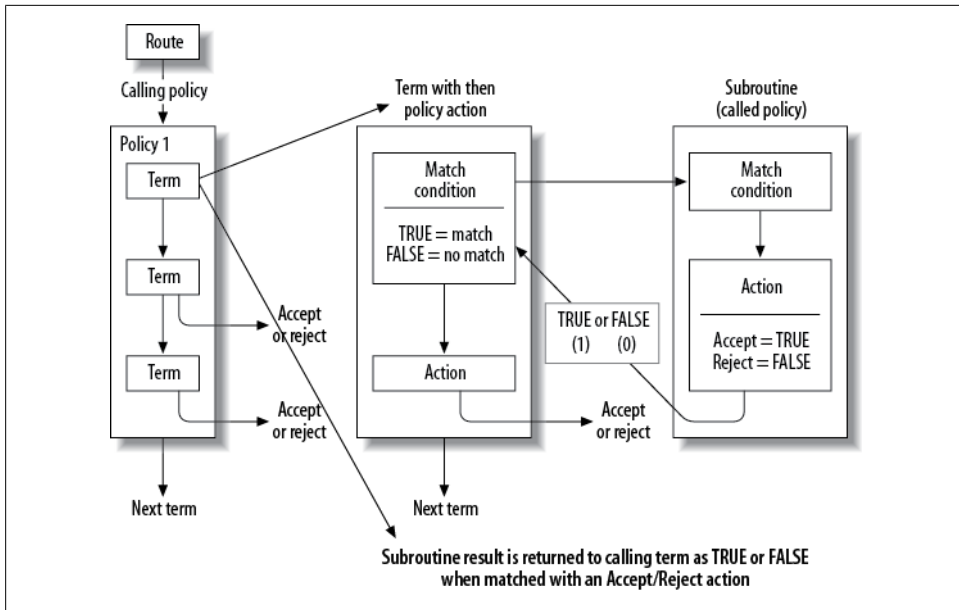 Route
Calling policy
Policy 1
Term
Term
Accept
or reject
Term
Accept
or reject
Next term
Term with then
policy action
Match
condition
TRUE = match
FALSE = no match
Action
Accept
or reject
Next term
TRUE or FALSE
(1) (0)
Subroutine
(called policy)
Match
condition
Action
Accept = TRUE
Reject = FALSE
Subroutine result is returned to calling term as TRUE or FALSE
when matched with an Accept/Reject action